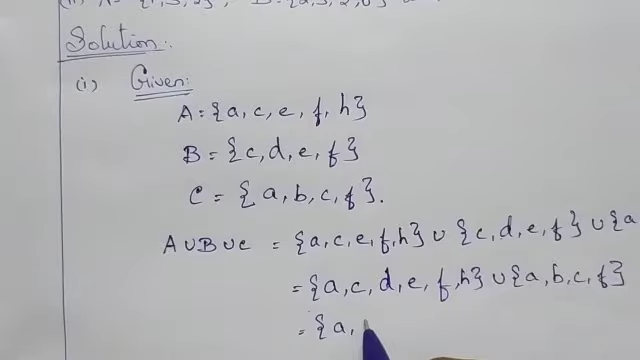 Solution:.
(i) Given:
A = {a, c, e, f, h}
B = {c, d, e, f}
C = {a, b, c, f}.
A∪B∪C = {a, c, e, f, h} ∪ {c, d, e, f} ∪ {a
= {a, c, d, e, f, h} ∪ {a, b, c, f}
= {a,